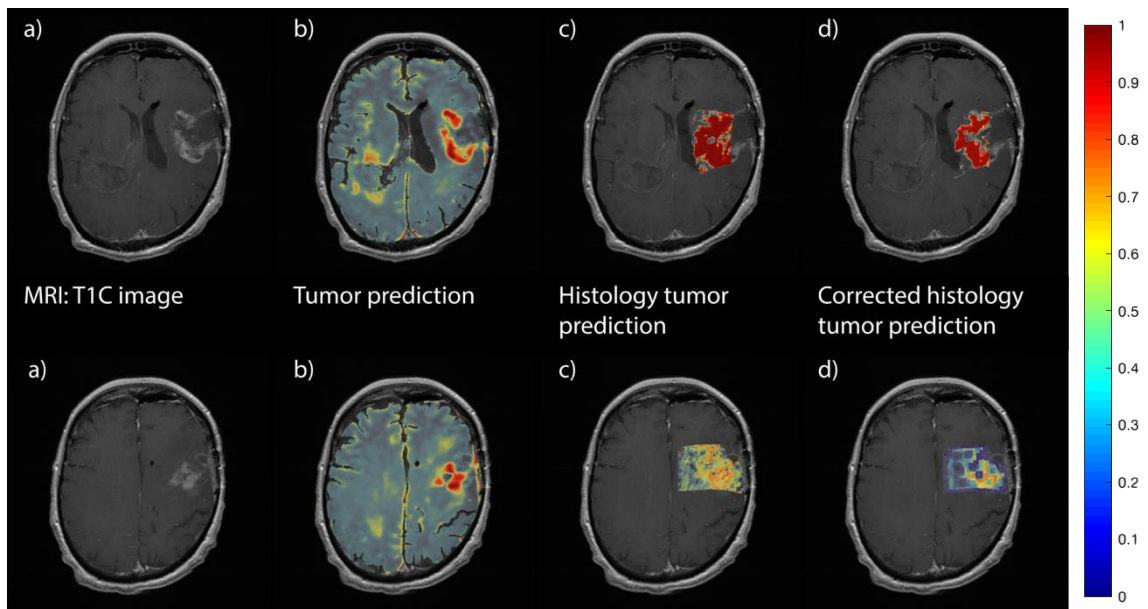 a) b) c) d)
MRI: T1C image
Tumor prediction
Histology tumor
prediction
Corrected histology
tumor prediction
a) b) c) d)
1
0.9
0.8
0.7
0.6
0.5
0.4
0.3
0.2
0.1
0